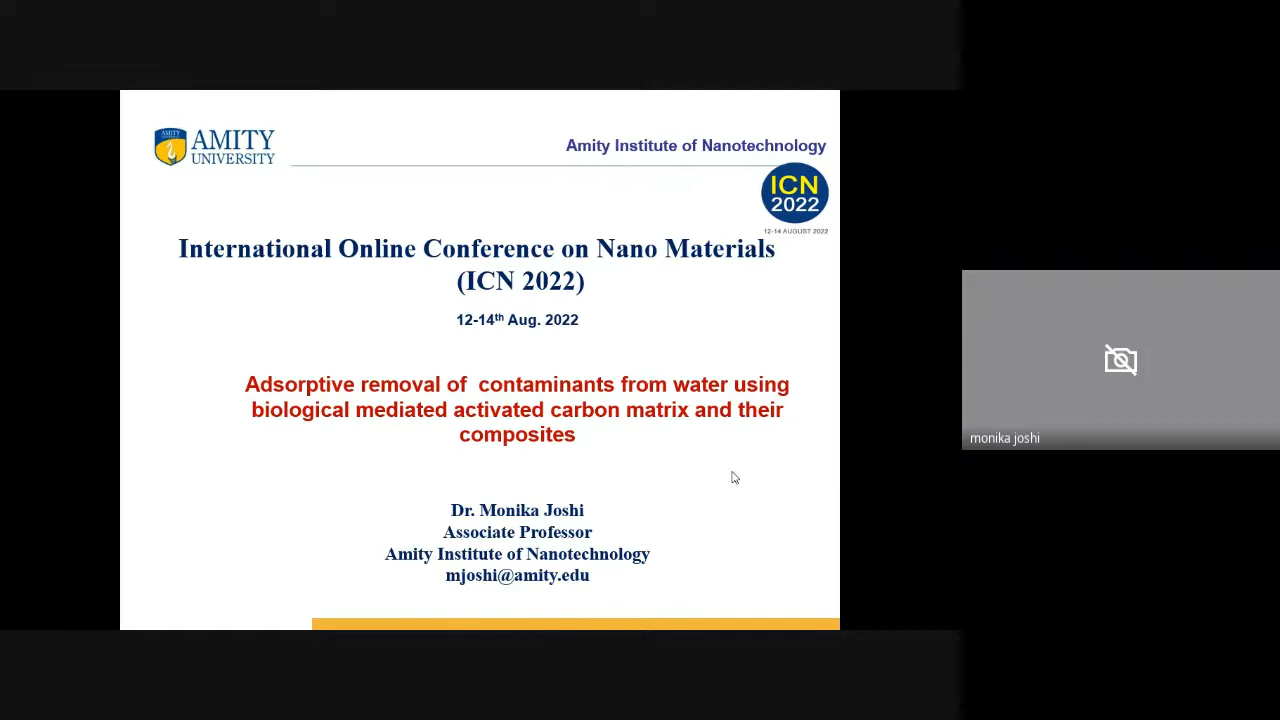 AMITY
UNIVERSITY
Amity Institute of Nanotechnology
ICN
2022
12-14 AUGUST 2022
International Online Conference on Nano Materials
(ICN 2022)
12-14th Aug. 2022
Adsorptive removal of contaminants from water using
biological mediated activated carbon matrix and their
composites
Dr. Monika Joshi
Associate Professor
Amity Institute of Nanotechnology
mjoshi@amity.edu
monika joshi